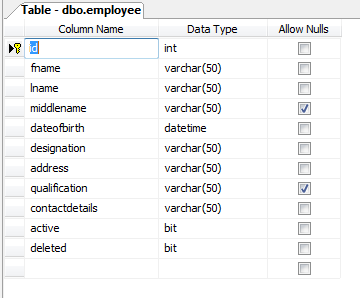 Table - dbo.employee
Column Name Data Type Allow Nulls
id int
fname varchar(50)
lname varchar(50)
middlename varchar(50)
dateofbirth datetime
designation varchar(50)
address varchar(50)
qualification varchar(50)
contactdetails varchar(50)
active bit
deleted bit